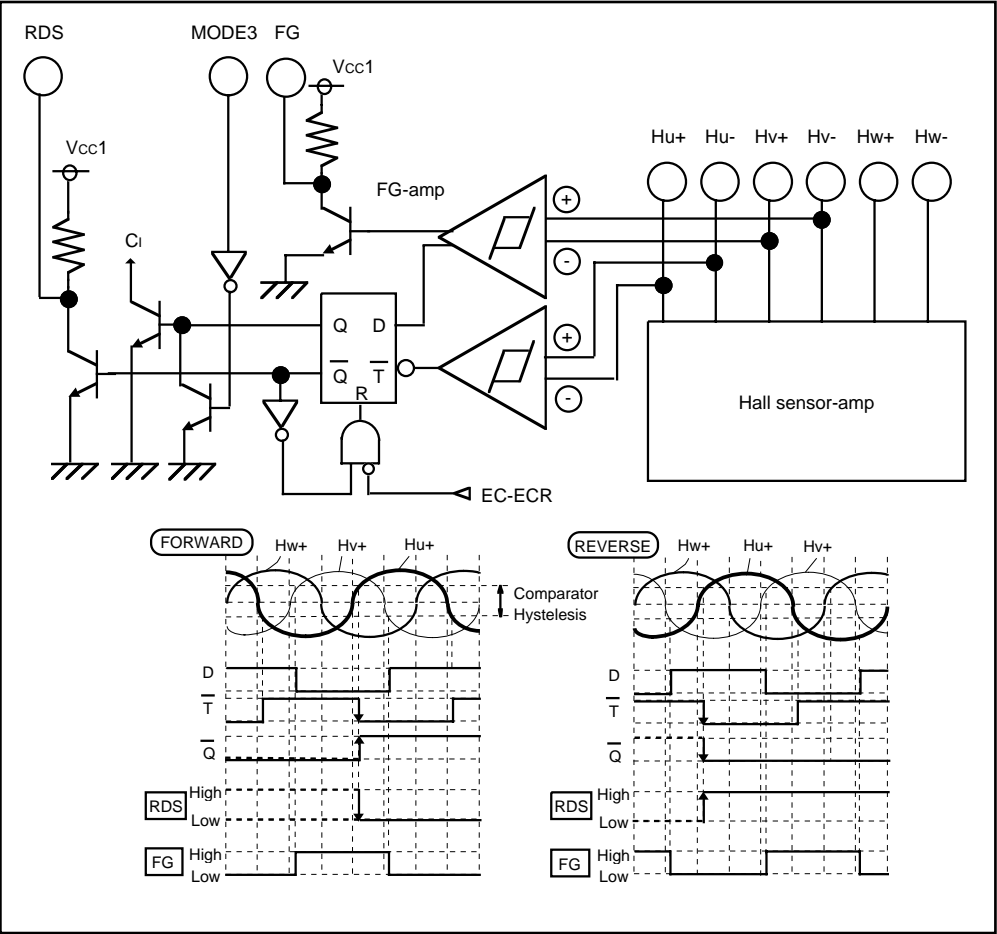 RDS MODE3 FG
Vcc1
Hu+ Hu- Hv+ Hv- Hw+ Hw-
Vcc1
FG-amp
+
CI
-
Q D
+
Q T
R
-
Hall sensor-amp
EC-ECR
FORWARD
Hw+ Hv+ Hu+
Comparator
Hystelesis
D
T
Q
RDS High
Low
FG High
Low
REVERSE
Hw+ Hu+ Hv+
D
T
Q
RDS High
Low
FG High
Low